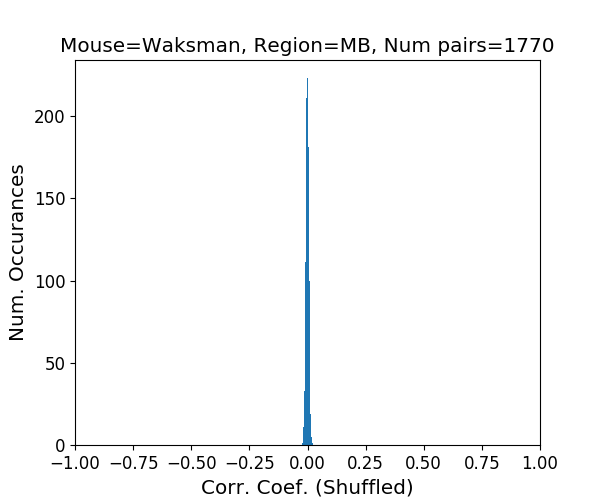 Mouse=Waksman, Region=MB, Num pairs=1770
Num. Occurances
200
150
100
50
0
−1.00 −0.75 −0.50 −0.25 0.00 0.25 0.50 0.75 1.00
Corr. Coef. (Shuffled)